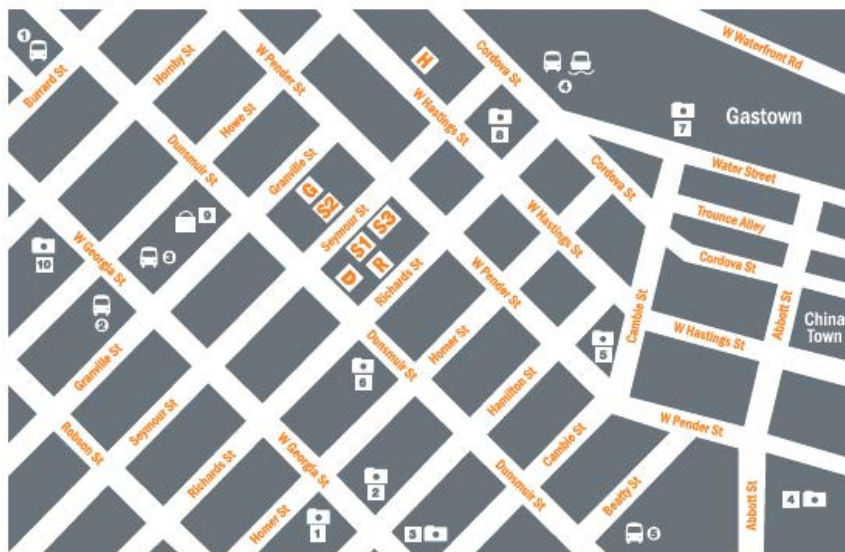 1
Burrard St
Hornby St
W Pender St
Cordova St
W Waterfront Rd
H
4
Howe St
Dunsmuir St
W Hastings St
8
7
Gastown
Granville St
Cordova St
Water Street
G
S2
Seymour St
S3
S1
D
R
9
3
10
W Georgia St
2
W Hastings St
Trounce Alley
Cordova St
Richards St
W Pender St
Cambie St
Abbott St
China
Town
W Hastings St
5
Granville St
Dunsmuir St
Homer St
6
Hamilton St
Robson St
Seymour St
Richards St
W Georgia St
Cambie St
W Pender St
2
Dunsmuir St
Beatty St
4
Abbott St
Homer St
1
3
5